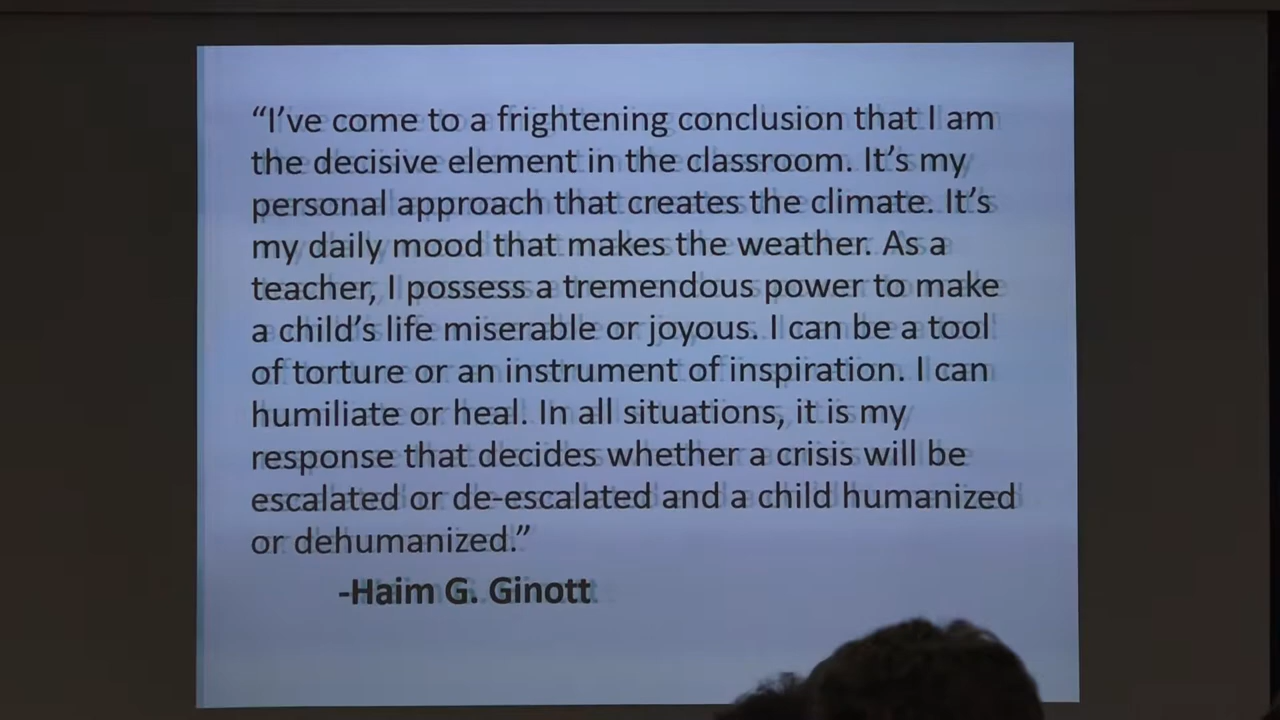 “I’ve come to a frightening conclusion that I am
the decisive element in the classroom. It’s my
personal approach that creates the climate. It’s
my daily mood that makes the weather. As a
teacher, I possess a tremendous power to make
a child’s life miserable or joyous. I can be a tool
of torture or an instrument of inspiration. I can
humiliate or heal. In all situations, it is my
response that decides whether a crisis will be
escalated or de-escalated and a child humanized
or dehumanized.”
-Haim G. Ginott